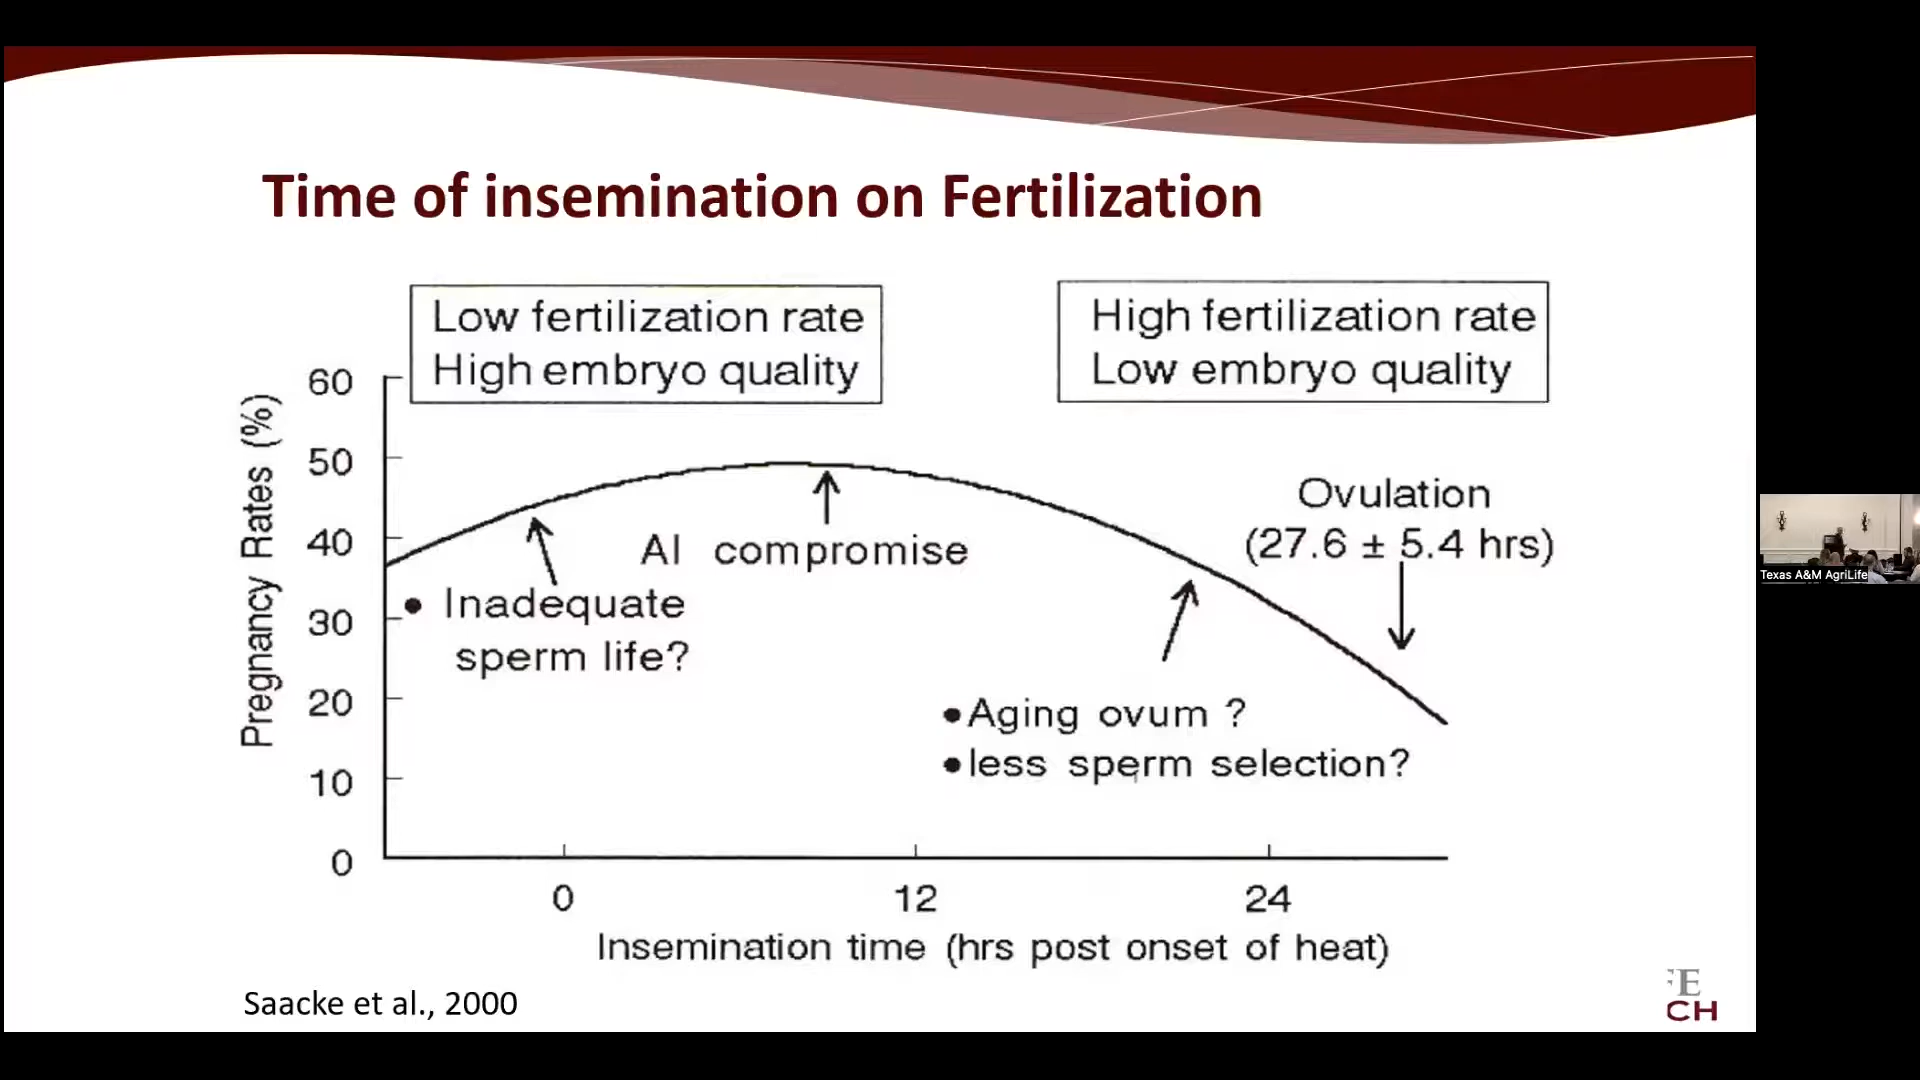 Time of insemination on Fertilization
Low fertilization rate
High embryo quality
High fertilization rate
Low embryo quality
Pregnancy Rates (%)
60
50
40
30
20
10
0
AI compromise
• Inadequate
sperm life?
Ovulation
(27.6 ± 5.4 hrs)
•Aging ovum ?
•less sperm selection?
0
12
24
Insemination time (hrs post onset of heat)
Saacke et al., 2000
E
CH
Texas A&M AgriLife